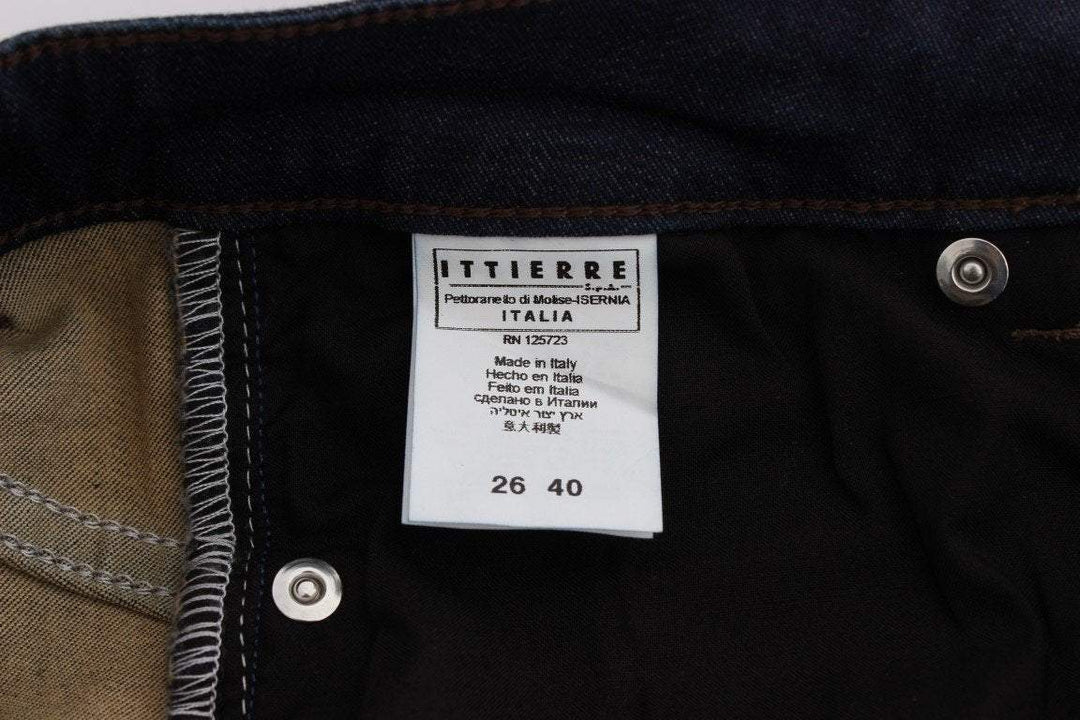 ITTIERRE
S.p.A.
Pettoranello di Molise-ISERNIA
ITALIA
RN 125723
Made in Italy
Hecho en Italia
Feito em Italia
сделано в Италии
ארץ יצור איטליה
意大利製
26 40